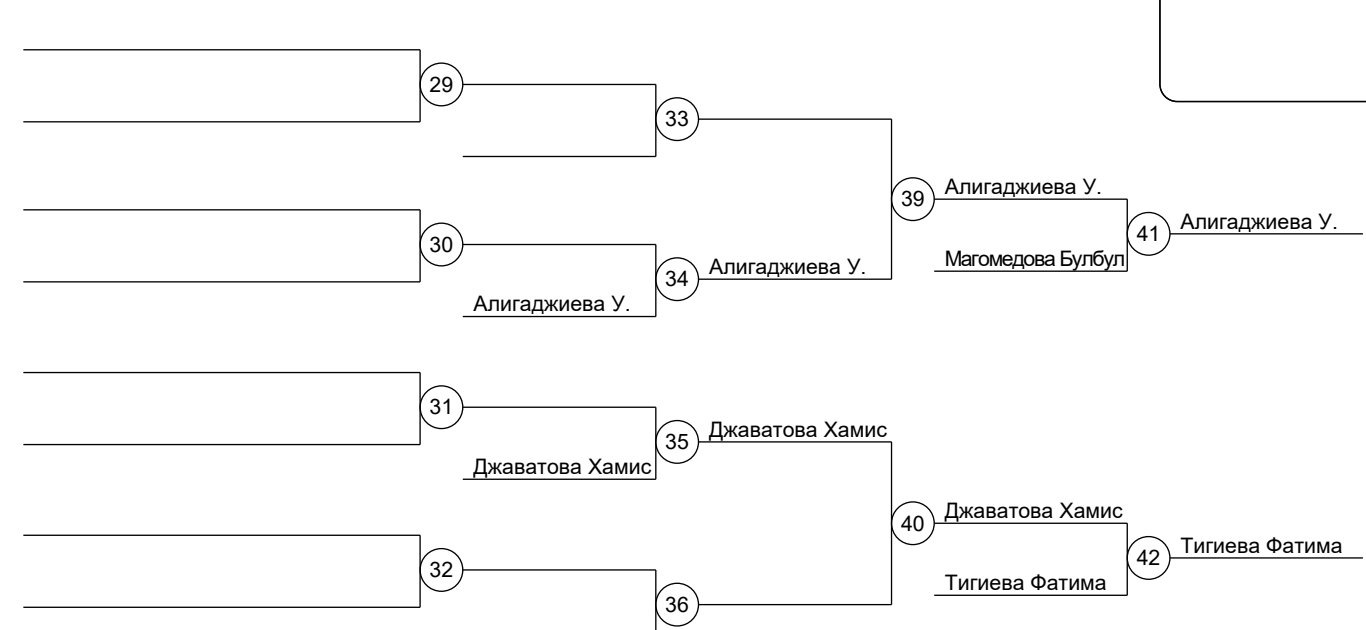 29
33
39
Алигаджиева У.
41
Алигаджиева У.
Магомедова Булбул
30
34
Алигаджиева У.
Алигаджиева У.
31
35
Джаватова Хамис
Джаватова Хамис
40
Джаватова Хамис
42
Тигиева Фатима
Тигиева Фатима
32
36